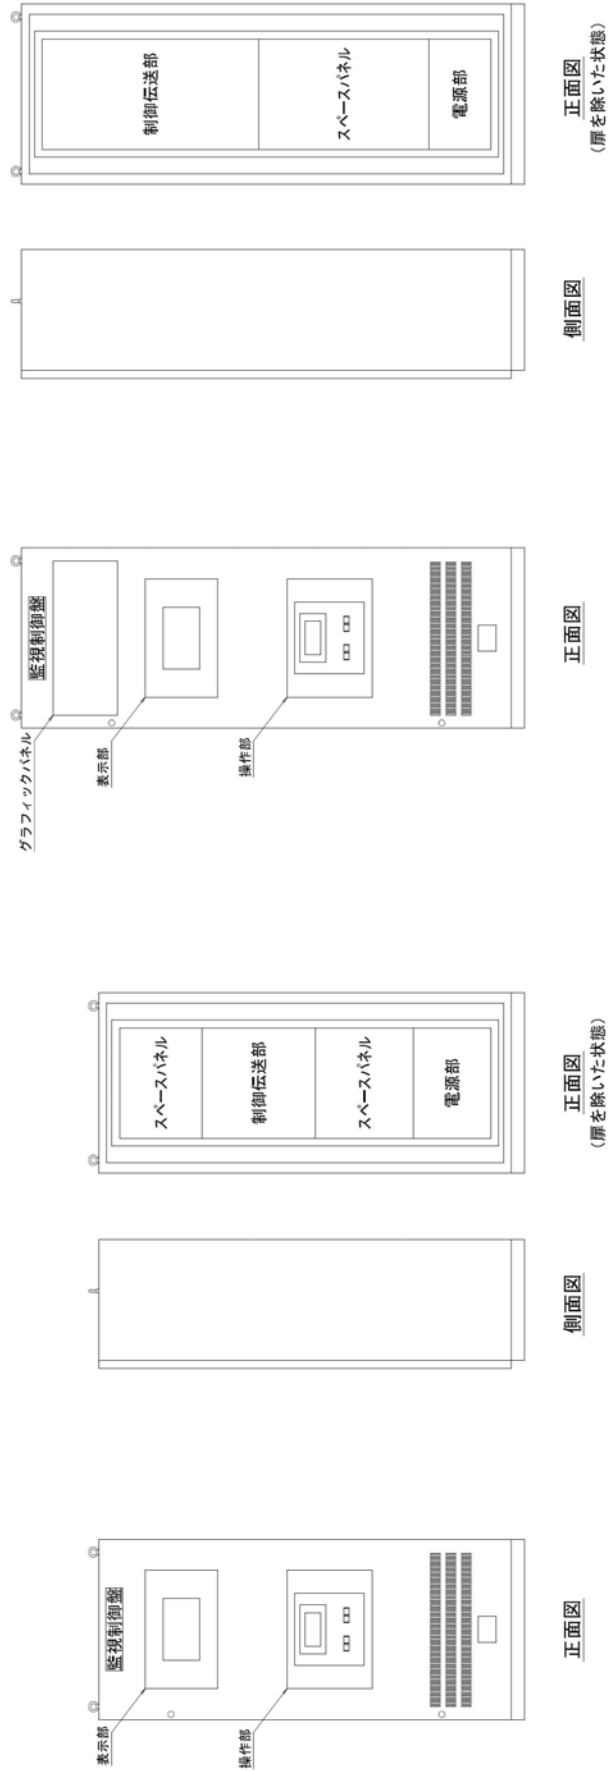 監視制御盤
表示部
操作部
正面図
側面図
スペースパネル
制御伝送部
スペースパネル
電源部
正面図
(扉を除いた状態)
監視制御盤
グラフィックパネル
表示部
操作部
正面図
側面図
制御伝送部
スペースパネル
電源部
正面図
(扉を除いた状態)